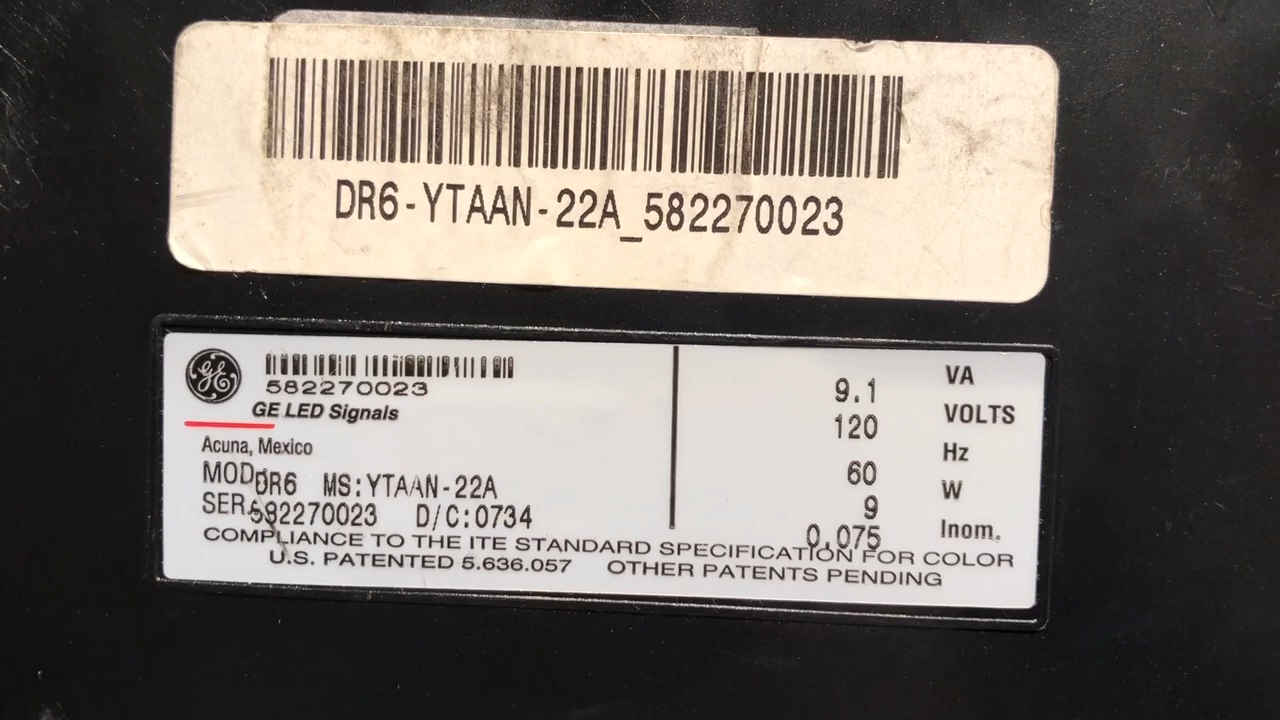 DR6-YTAAN-22A_582270023
GE
582270023
GE LED Signals
Acuna, Mexico
MOD. DR6 MS:YTAAN-22A
SER. 582270023 D/C:0734
9.1 VA
120 VOLTS
60 Hz
9 W
0.075 Inom.
COMPLIANCE TO THE ITE STANDARD SPECIFICATION FOR COLOR
U.S. PATENTED 5.636.057 OTHER PATENTS PENDING